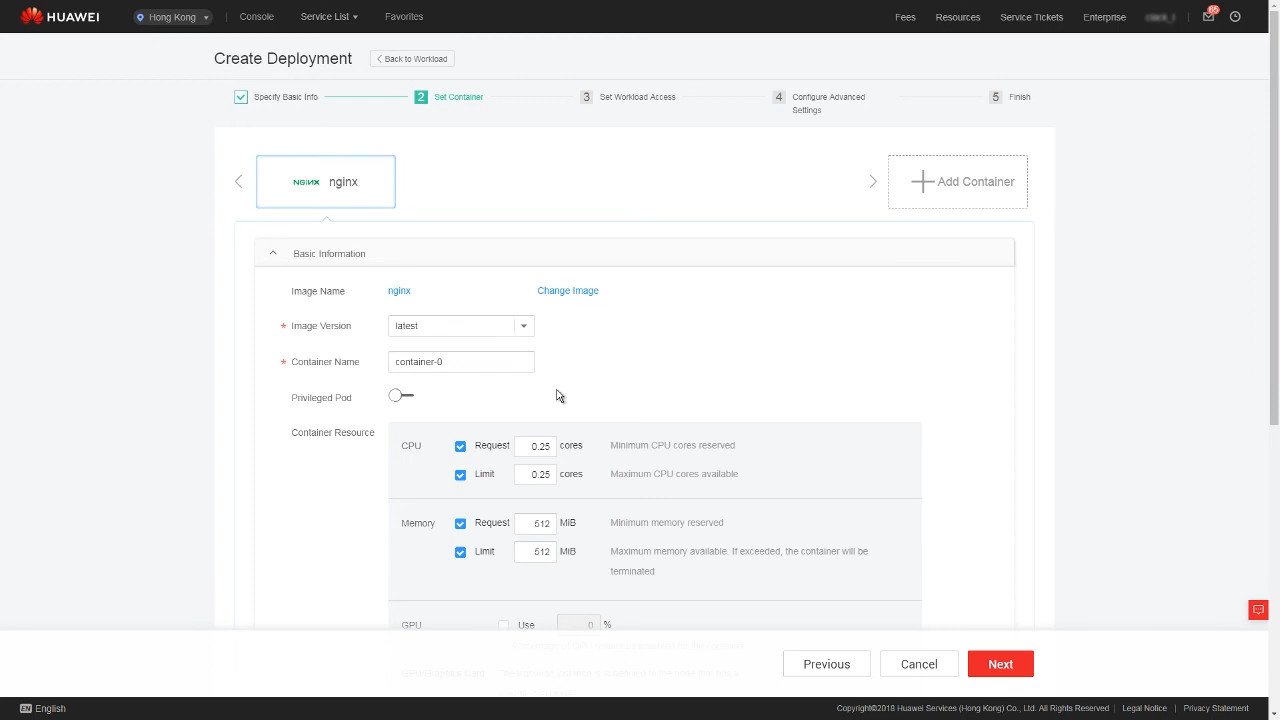 HUAWEI Hong Kong Console Service List Favorites Fees Resources Service Tickets Enterprise 65
Create Deployment Back to Workload
Specify Basic Info 2 Set Container 3 Set Workload Access 4 Configure Advanced Settings 5 Finish
NGINX nginx Add Container
Basic Information
Image Name nginx Change Image
* Image Version latest
* Container Name container-0
Privileged Pod
Container Resource
CPU Request 0.25 cores Minimum CPU cores reserved
Limit 0.25 cores Maximum CPU cores available
Memory Request 512 MiB Minimum memory reserved
Limit 512 MiB Maximum memory available. If exceeded, the container will be
terminated
GPU Use 0 %
GPU/Graphics Card
Previous Cancel Next
English Copyright©2018 Huawei Services (Hong Kong) Co., Ltd. All Rights Reserved Legal Notice Privacy Statement